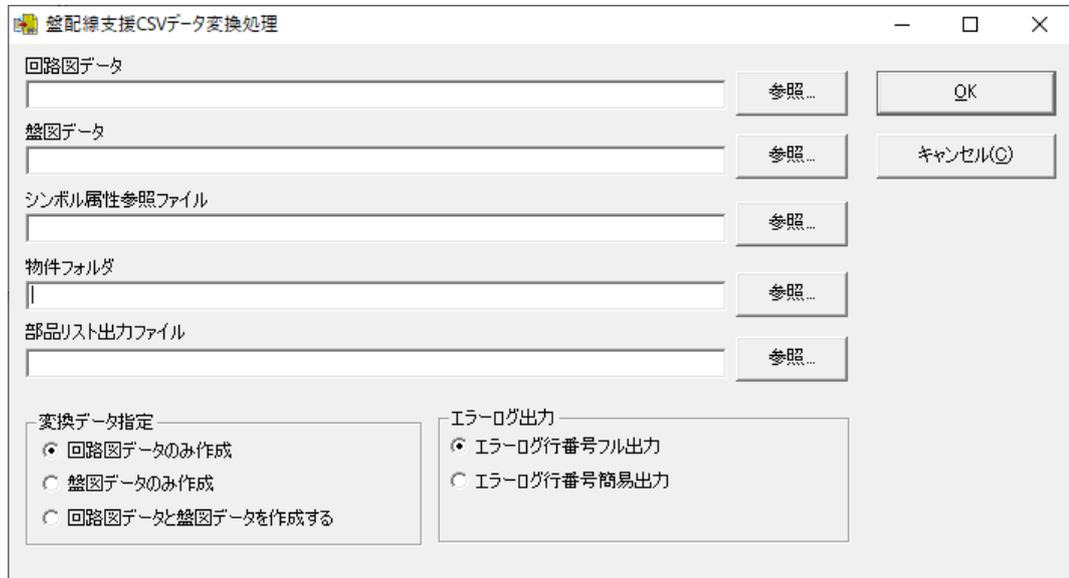 盤配線支援CSVデータ変換処理
回路図データ
参照...
OK
盤図データ
参照...
キャンセル(C)
シンボル属性参照ファイル
参照...
物件フォルダ
参照...
部品リスト出力ファイル
参照...
変換データ指定
回路図データのみ作成
盤図データのみ作成
回路図データと盤図データを作成する
エラーログ出力
エラーログ行番号フル出力
エラーログ行番号簡易出力